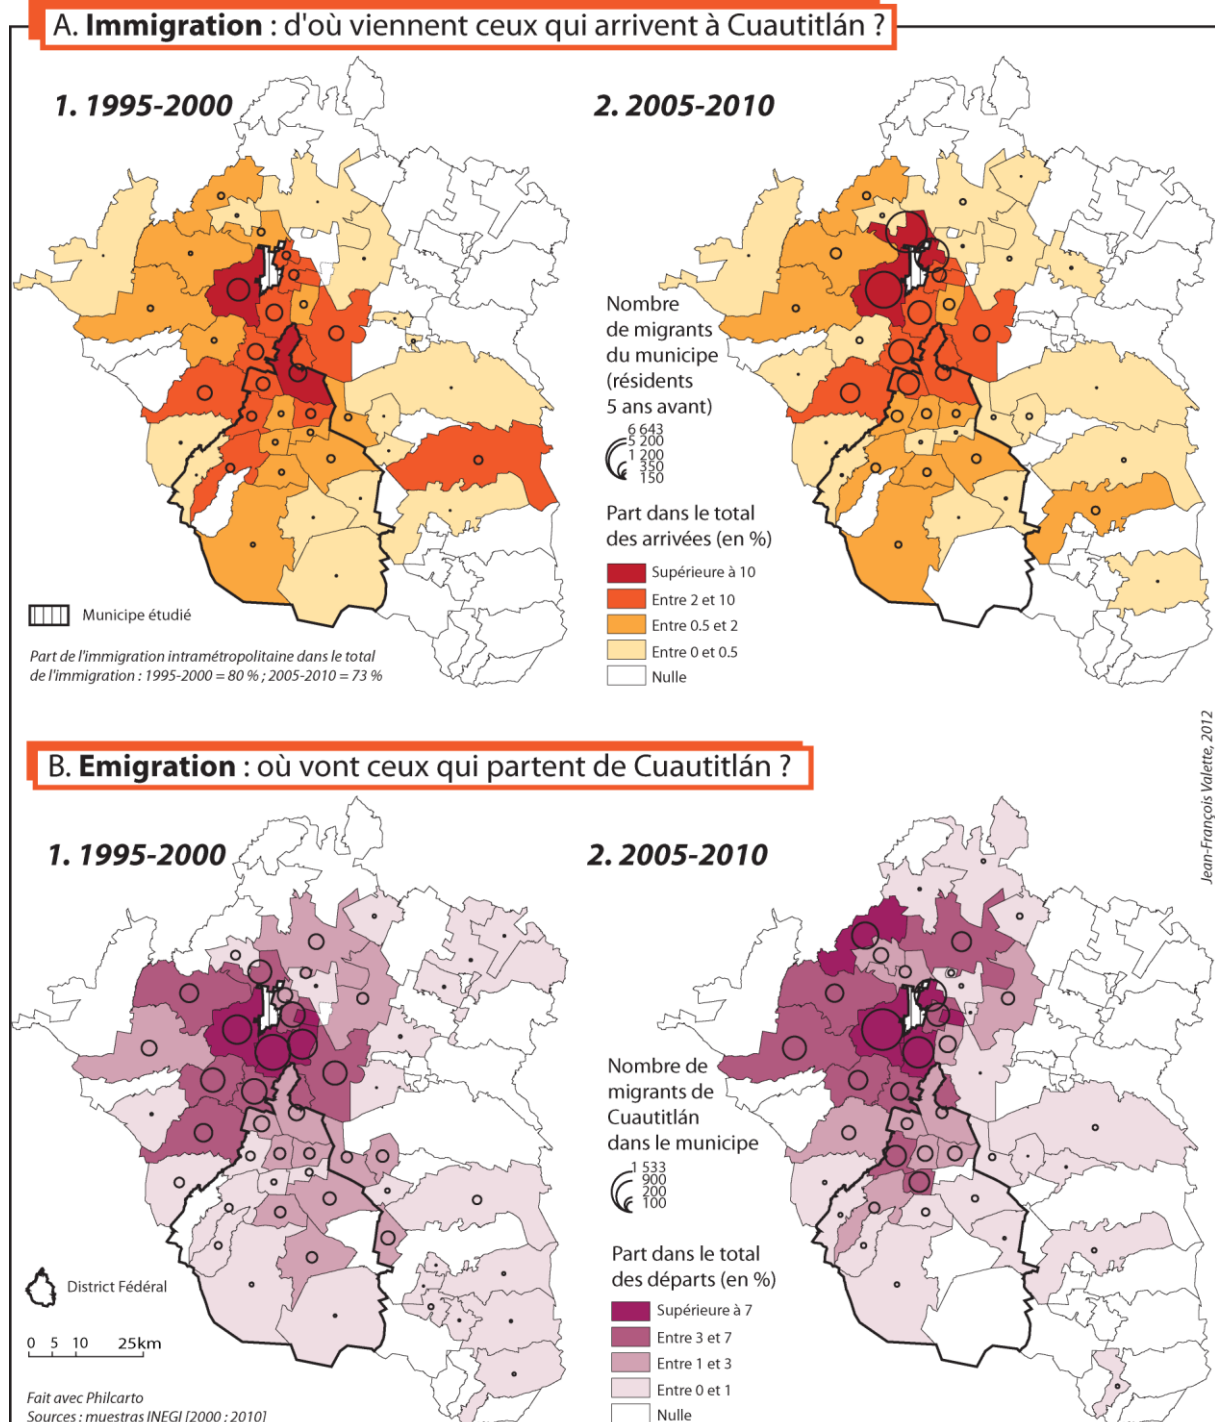 A. Immigration : d'où viennent ceux qui arrivent à Cuautitlán ?
1. 1995-2000
2. 2005-2010
Nombre
de migrants
du municipe
(résidents
5 ans avant)
6 643
5 200
1 200
350
150
Part dans le total
des arrivées (en %)
Supérieure à 10
Entre 2 et 10
Entre 0.5 et 2
Entre 0 et 0.5
Nulle
Municipe étudié
Part de l'immigration intramétropolitaine dans le total
de l'immigration : 1995-2000 = 80 % ; 2005-2010 = 73 %
Jean-François Valette, 2012
B. Emigration : où vont ceux qui partent de Cuautitlán ?
1. 1995-2000
2. 2005-2010
Nombre de
migrants de
Cuautitlán
dans le municipe
1 533
900
200
100
Part dans le total
des départs (en %)
Supérieure à 7
Entre 3 et 7
Entre 1 et 3
Entre 0 et 1
Nulle
District Fédéral
0 5 10 25km
Fait avec Philcarto
Sources : muestras INEGI [2000 ; 2010]